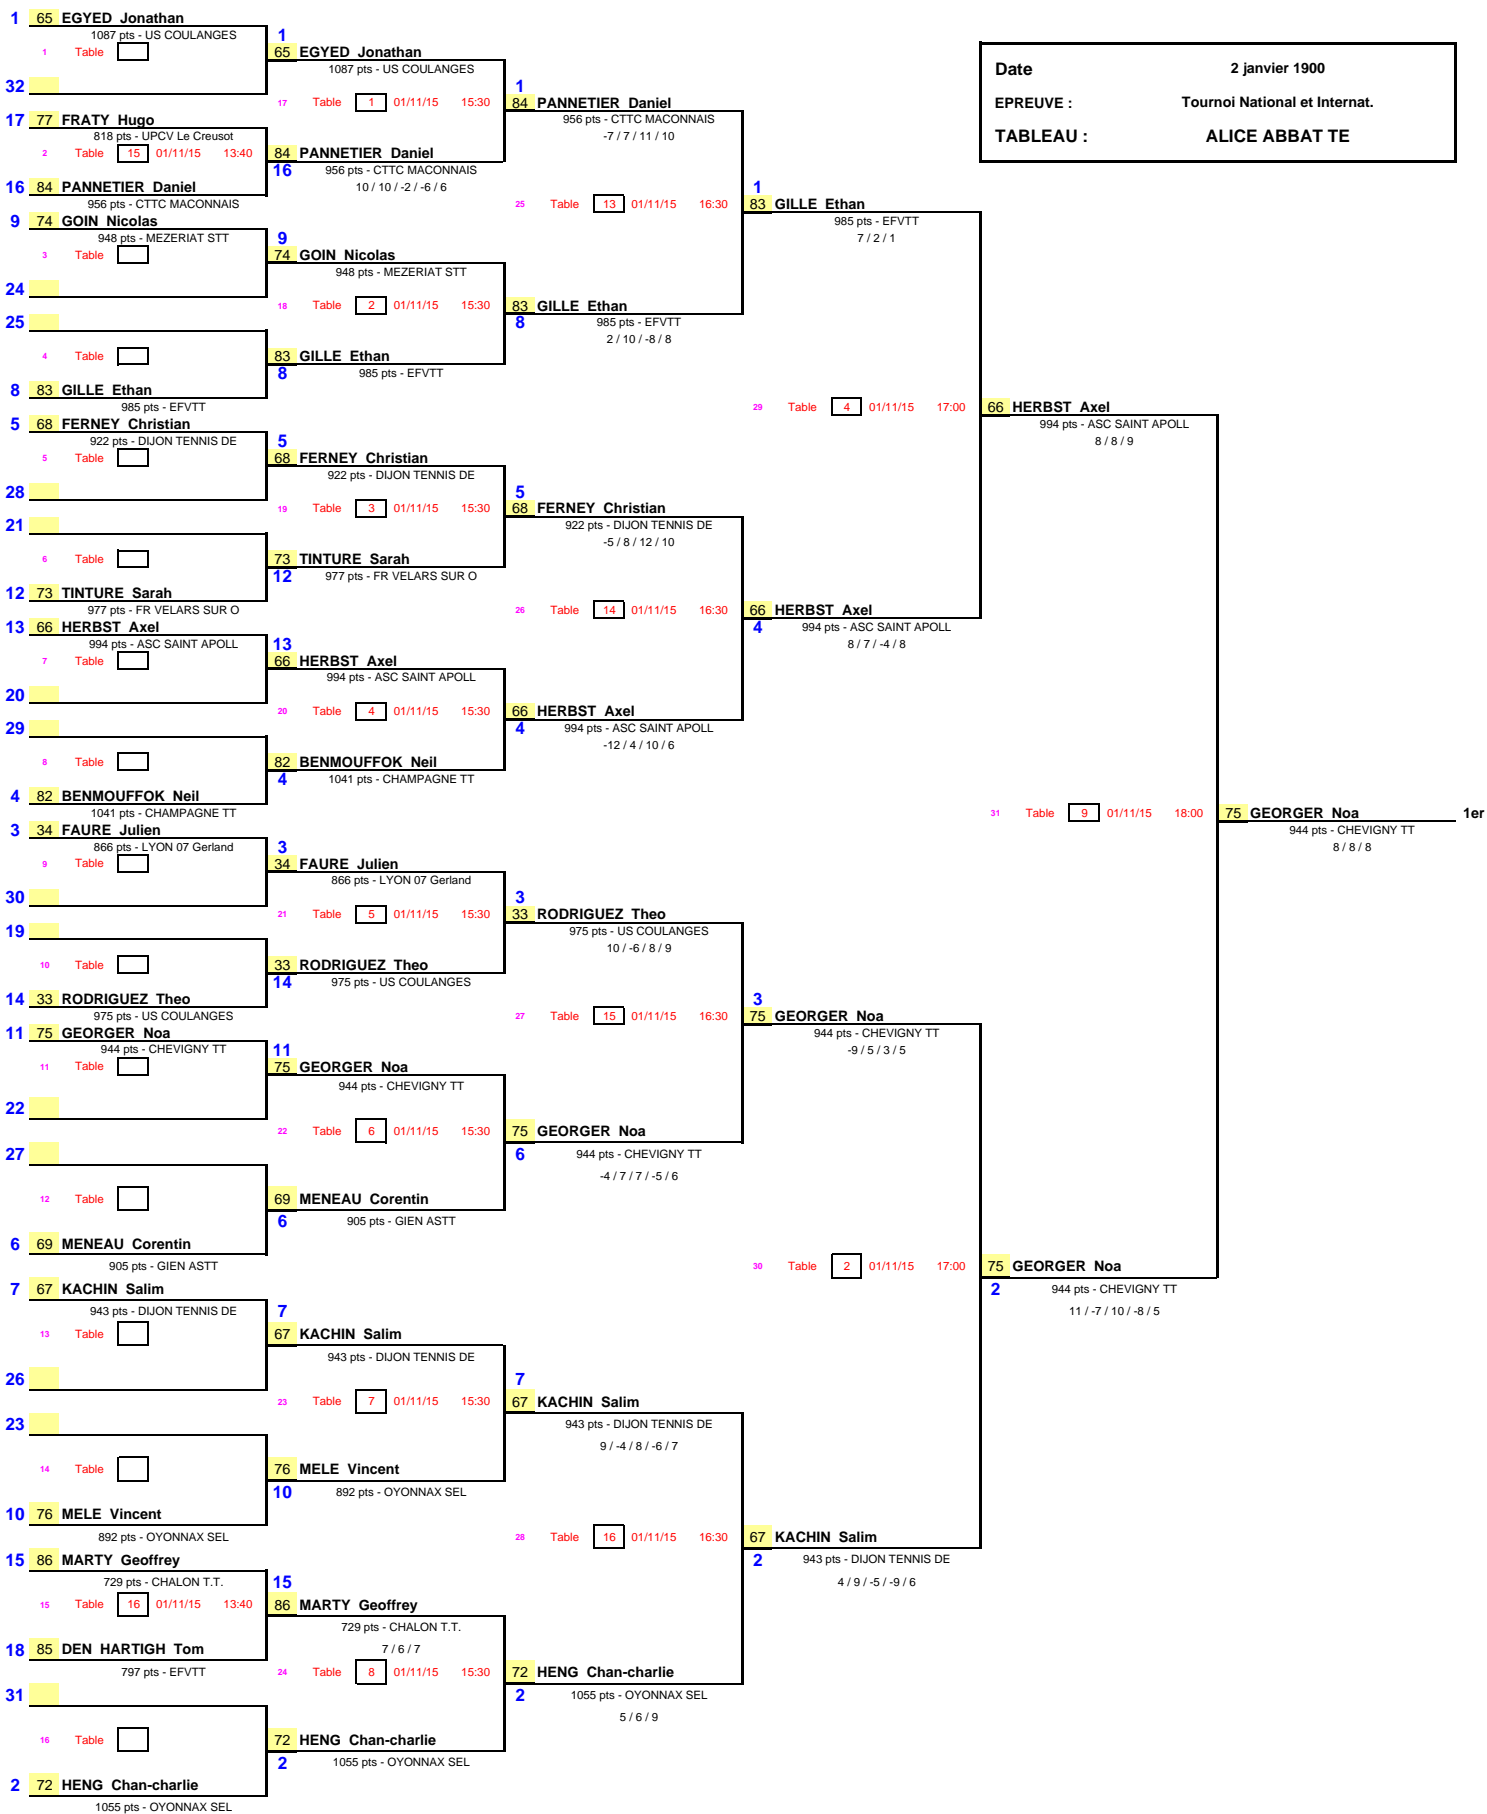 Date 2 janvier 1900
EPREUVE : Tournoi National et Internat.
TABLEAU : ALICE ABBAT TE
1 65 EGYED Jonathan
1087 pts - US COULANGES
1 Table
32
17 77 FRATY Hugo
818 pts - UPCV Le Creusot
2 Table 15 01/11/15 13:40
16 84 PANNETIER Daniel
956 pts - CTTC MACONNAIS
9 74 GOIN Nicolas
948 pts - MEZERIAT STT
3 Table
24
25
4 Table
8 83 GILLE Ethan
985 pts - EFVTT
5 68 FERNEY Christian
922 pts - DIJON TENNIS DE
5 Table
28
21
6 Table
12 73 TINTURE Sarah
977 pts - FR VELARS SUR O
13 66 HERBST Axel
994 pts - ASC SAINT APOLL
7 Table
20
29
8 Table
4 82 BENMOUFFOK Neil
1041 pts - CHAMPAGNE TT
3 34 FAURE Julien
866 pts - LYON 07 Gerland
9 Table
30
19
10 Table
14 33 RODRIGUEZ Theo
975 pts - US COULANGES
11 75 GEORGER Noa
944 pts - CHEVIGNY TT
11 Table
22
27
12 Table
6 69 MENEAU Corentin
905 pts - GIEN ASTT
7 67 KACHIN Salim
943 pts - DIJON TENNIS DE
13 Table
26
23
14 Table
10 76 MELE Vincent
892 pts - OYONNAX SEL
15 86 MARTY Geoffrey
729 pts - CHALON T.T.
15 Table 16 01/11/15 13:40
18 85 DEN HARTIGH Tom
797 pts - EFVTT
31
16 Table
2 72 HENG Chan-charlie
1055 pts - OYONNAX SEL
1
65 EGYED Jonathan
1087 pts - US COULANGES
17 Table 1 01/11/15 15:30
84 PANNETIER Daniel
16 956 pts - CTTC MACONNAIS
10 / 10 / -2 / -6 / 6
9
74 GOIN Nicolas
948 pts - MEZERIAT STT
18 Table 2 01/11/15 15:30
83 GILLE Ethan
8 985 pts - EFVTT
5
68 FERNEY Christian
922 pts - DIJON TENNIS DE
19 Table 3 01/11/15 15:30
73 TINTURE Sarah
12 977 pts - FR VELARS SUR O
13
66 HERBST Axel
994 pts - ASC SAINT APOLL
20 Table 4 01/11/15 15:30
82 BENMOUFFOK Neil
4 1041 pts - CHAMPAGNE TT
3
34 FAURE Julien
866 pts - LYON 07 Gerland
21 Table 5 01/11/15 15:30
33 RODRIGUEZ Theo
14 975 pts - US COULANGES
11
75 GEORGER Noa
944 pts - CHEVIGNY TT
22 Table 6 01/11/15 15:30
69 MENEAU Corentin
6 905 pts - GIEN ASTT
7
67 KACHIN Salim
943 pts - DIJON TENNIS DE
23 Table 7 01/11/15 15:30
76 MELE Vincent
10 892 pts - OYONNAX SEL
15
86 MARTY Geoffrey
729 pts - CHALON T.T.
7 / 6 / 7
24 Table 8 01/11/15 15:30
72 HENG Chan-charlie
2 1055 pts - OYONNAX SEL
1
84 PANNETIER Daniel
956 pts - CTTC MACONNAIS
-7 / 7 / 11 / 10
25 Table 13 01/11/15 16:30
83 GILLE Ethan
8 985 pts - EFVTT
2 / 10 / -8 / 8
5
68 FERNEY Christian
922 pts - DIJON TENNIS DE
-5 / 8 / 12 / 10
26 Table 14 01/11/15 16:30
66 HERBST Axel
4 994 pts - ASC SAINT APOLL
-12 / 4 / 10 / 6
3
33 RODRIGUEZ Theo
975 pts - US COULANGES
10 / -6 / 8 / 9
27 Table 15 01/11/15 16:30
75 GEORGER Noa
6 944 pts - CHEVIGNY TT
-4 / 7 / 7 / -5 / 6
7
67 KACHIN Salim
943 pts - DIJON TENNIS DE
9 / -4 / 8 / -6 / 7
28 Table 16 01/11/15 16:30
72 HENG Chan-charlie
2 1055 pts - OYONNAX SEL
5 / 6 / 9
1
83 GILLE Ethan
985 pts - EFVTT
7 / 2 / 1
29 Table 4 01/11/15 17:00
66 HERBST Axel
4 994 pts - ASC SAINT APOLL
8 / 7 / -4 / 8
3
75 GEORGER Noa
944 pts - CHEVIGNY TT
-9 / 5 / 3 / 5
30 Table 2 01/11/15 17:00
67 KACHIN Salim
2 943 pts - DIJON TENNIS DE
4 / 9 / -5 / -9 / 6
66 HERBST Axel
994 pts - ASC SAINT APOLL
8 / 8 / 9
31 Table 9 01/11/15 18:00
75 GEORGER Noa
2 944 pts - CHEVIGNY TT
11 / -7 / 10 / -8 / 5
75 GEORGER Noa 1er
944 pts - CHEVIGNY TT
8 / 8 / 8